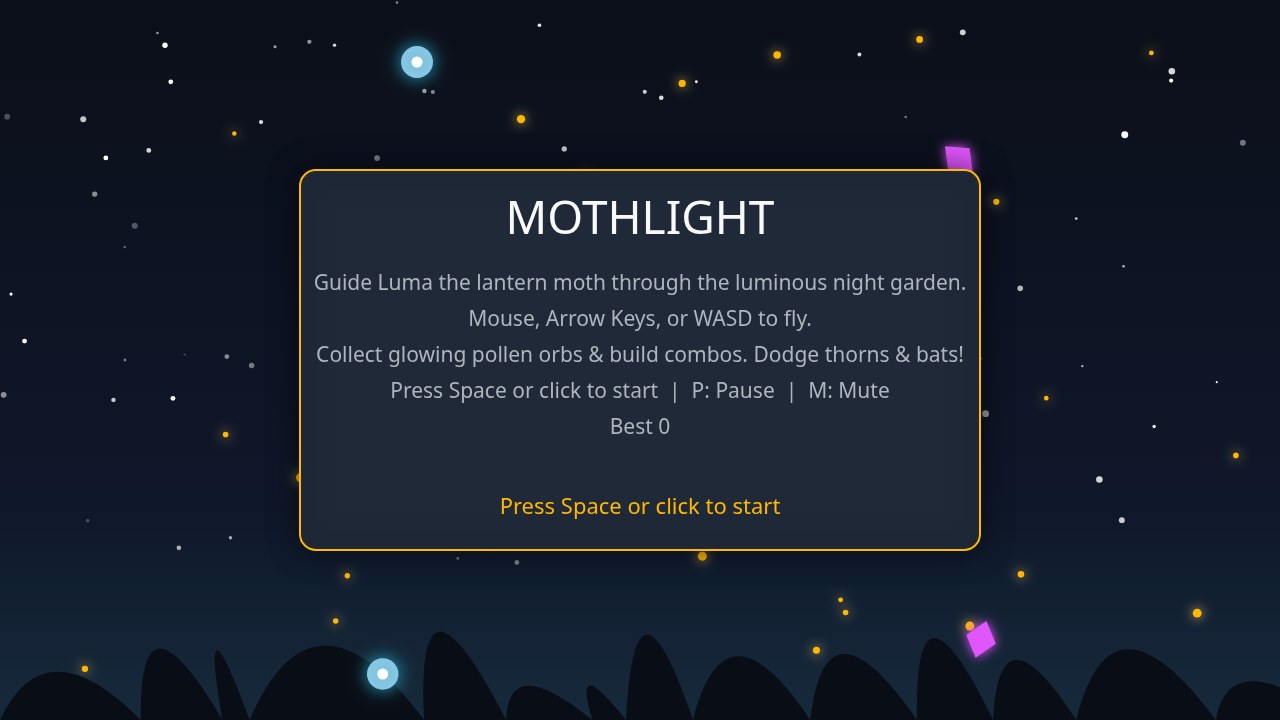 MOTHLIGHT
Guide Luma the lantern moth through the luminous night garden.
Mouse, Arrow Keys, or WASD to fly.
Collect glowing pollen orbs & build combos. Dodge thorns & bats!
Press Space or click to start | P: Pause | M: Mute
Best 0
Press Space or click to start